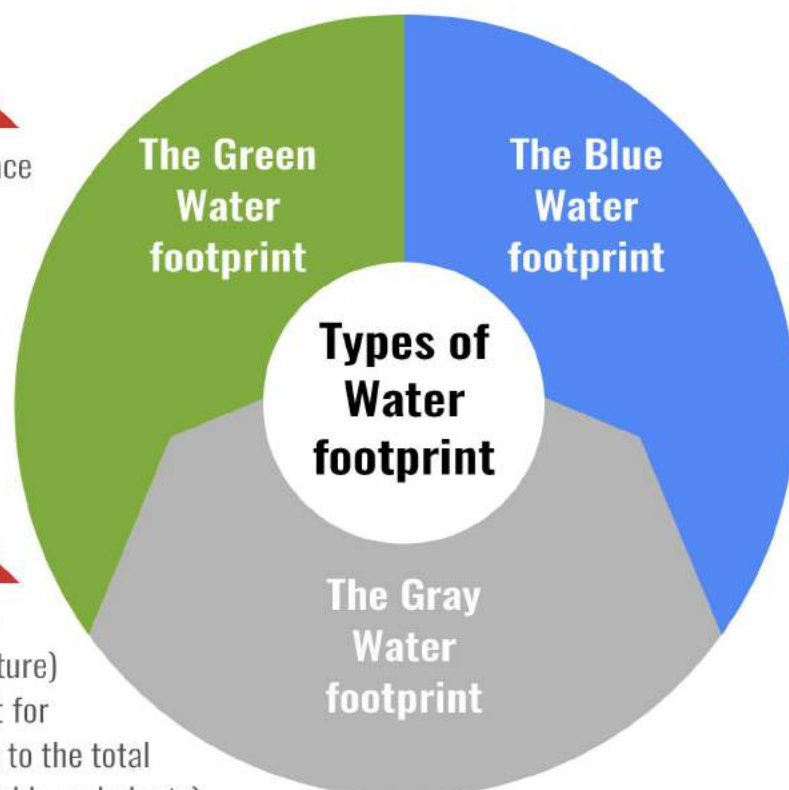 The Green
Water
footprint
The Blue
Water
footprint
Types of
Water
footprint
The Gray
Water
footprint
for
to the total